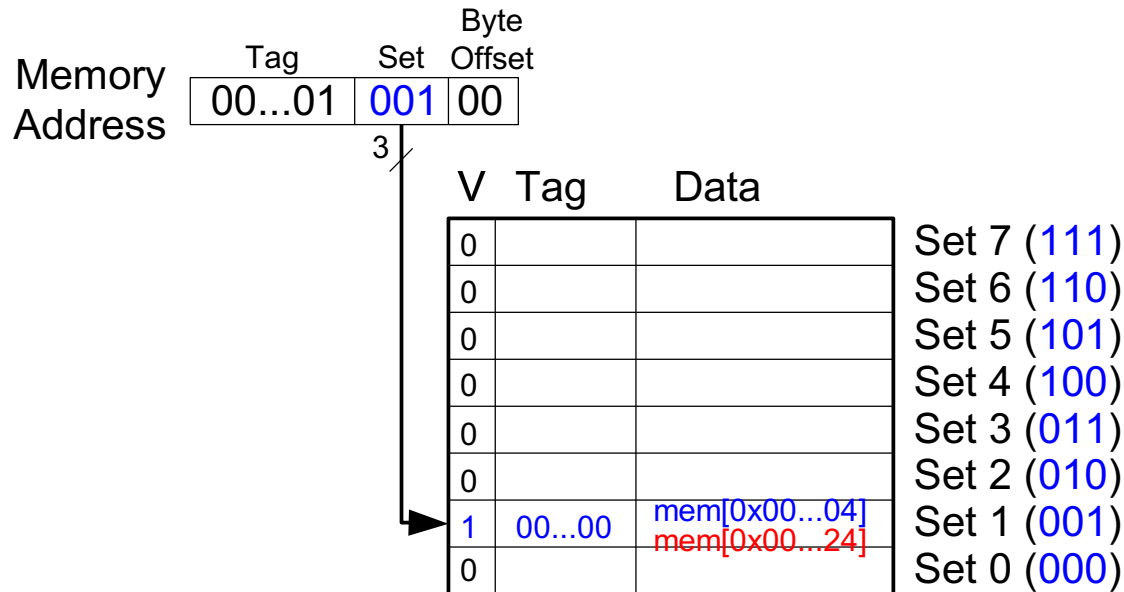 Byte
Tag Set Offset
Memory Address
00...01 001 00
3
V Tag Data
0 Set 7 (111)
0 Set 6 (110)
0 Set 5 (101)
0 Set 4 (100)
0 Set 3 (011)
0 Set 2 (010)
1 00...00 mem[0x00...04] Set 1 (001)
mem[0x00...24]
0 Set 0 (000)